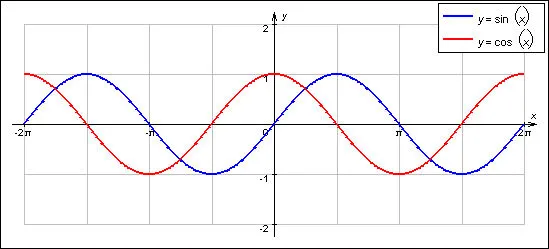 y = sin (x)
y = cos (x)
y
2
1
x
-2π
-π
0
π
2π
-1
-2